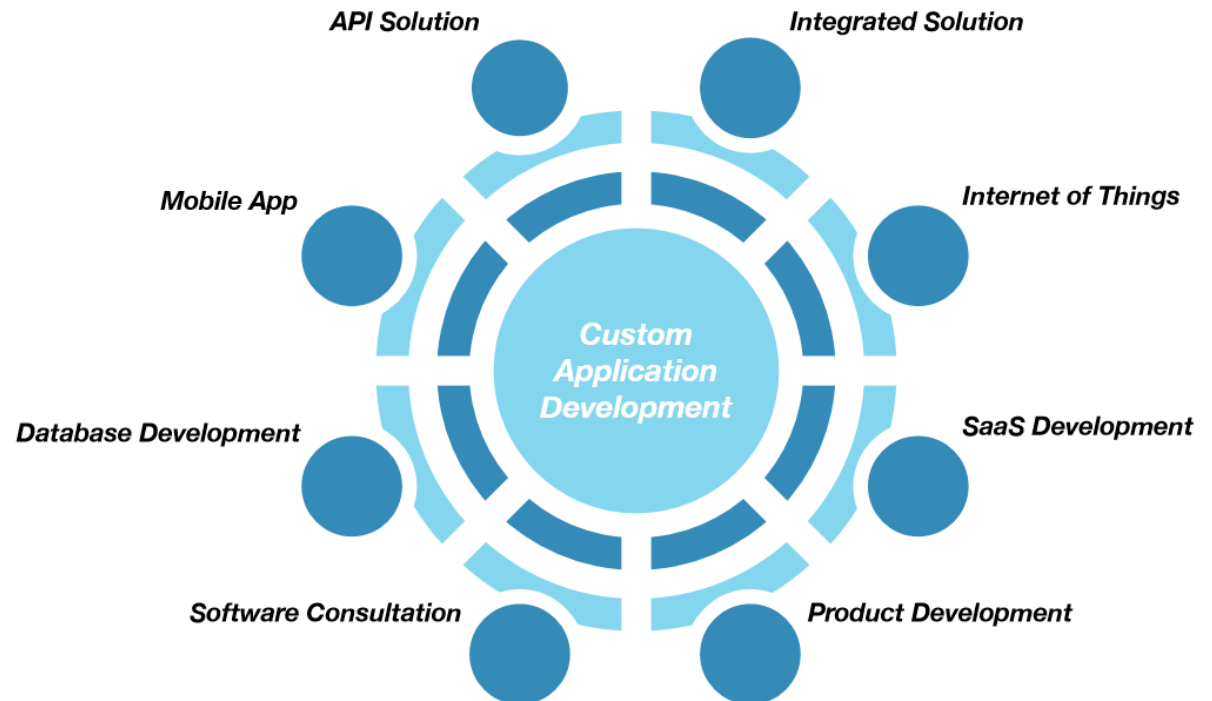 API Solution
Integrated Solution
Mobile App
Internet of Things
Custom
Application
Development
Database Development
SaaS Development
Software Consultation
Product Development